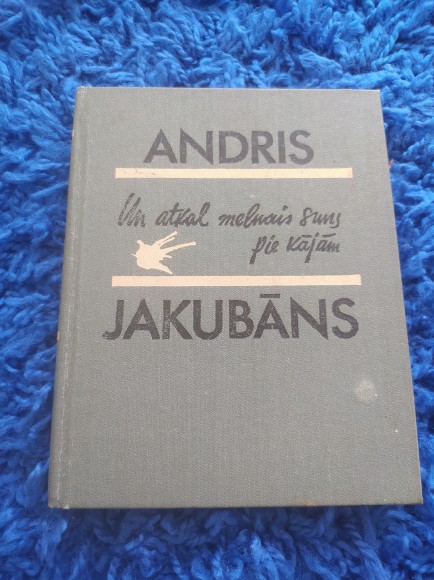 ANDRIS
Un atkal melnais suns
pie kājām
JAKUBĀNS